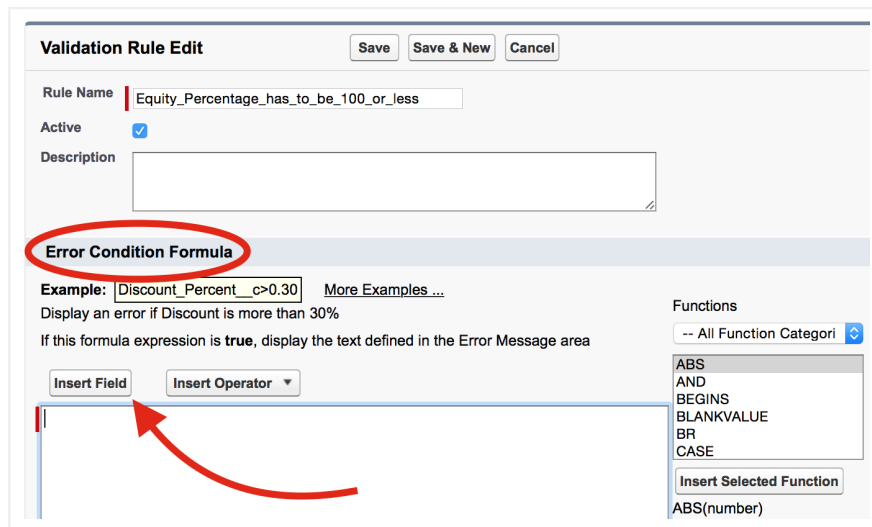 Validation Rule Edit
Save Save & New Cancel
Rule Name Equity_Percentage_has_to_be_100_or_less
Active
Description
Error Condition Formula
Example: Discount_Percent__c>0.30 More Examples ...
Display an error if Discount is more than 30%
If this formula expression is true, display the text defined in the Error Message area
Insert Field Insert Operator
Functions
-- All Function Categori
ABS
AND
BEGINS
BLANKVALUE
BR
CASE
Insert Selected Function
ABS(number)